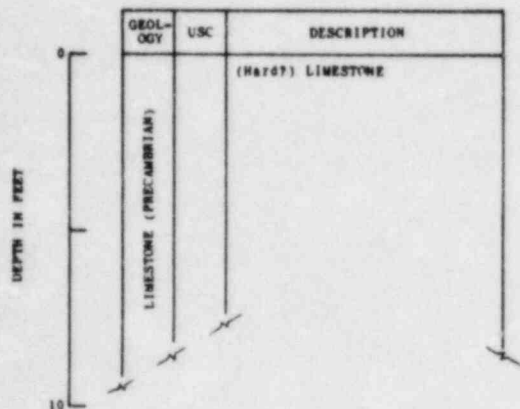 GEOL-
OGY
USC
DESCRIPTION
0
(Hard?) LIMESTONE
LIMESTONE (PRECAMBRIAN)
DEPTH IN FEET
10